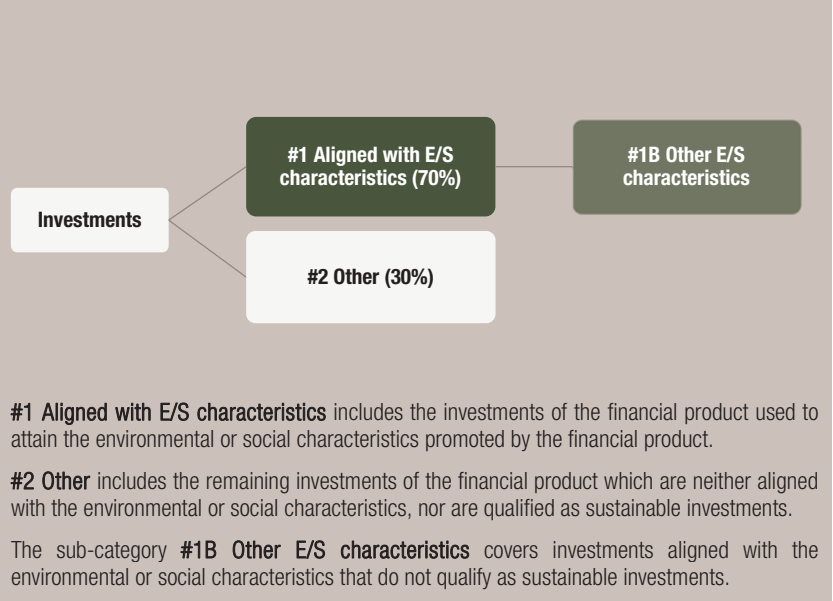 #1 Aligned with E/S
characteristics (70%)
#1B Other E/S
characteristics
Investments
#2 Other (30%)
#1 Aligned with E/S characteristics includes the investments of the financial product used to
attain the environmental or social characteristics promoted by the financial product.
#2 Other includes the remaining investments of the financial product which are neither aligned
with the environmental or social characteristics, nor are qualified as sustainable investments.
The sub-category #1B Other E/S characteristics covers investments aligned with the
environmental or social characteristics that do not qualify as sustainable investments.